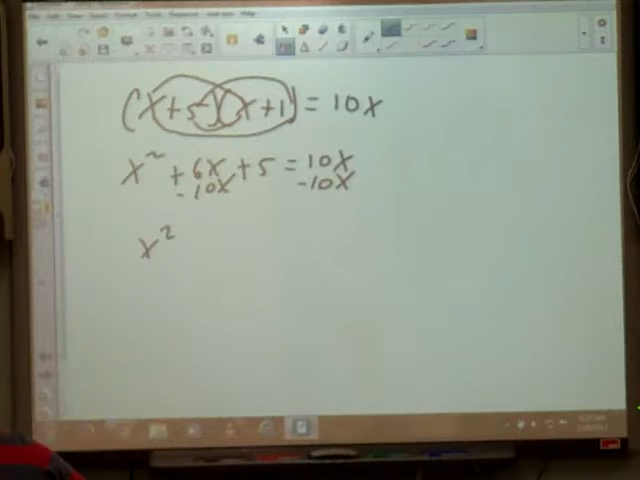 (x+5)(x+1) = 10x
x² + 6x + 5 = 10x
-10x -10x
x²